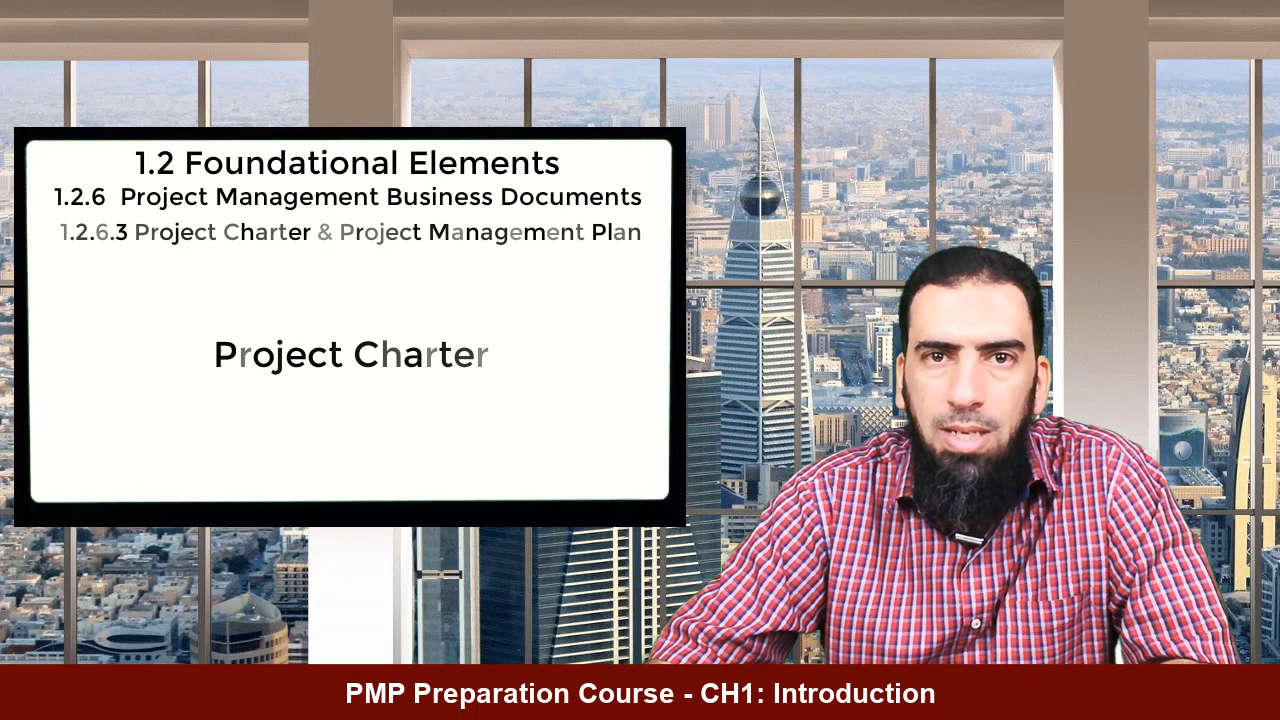 1.2 Foundational Elements
1.2.6 Project Management Business Documents
1.2.6.3 Project Charter & Project Management Plan
Project Charter
PMP Preparation Course - CH1: Introduction